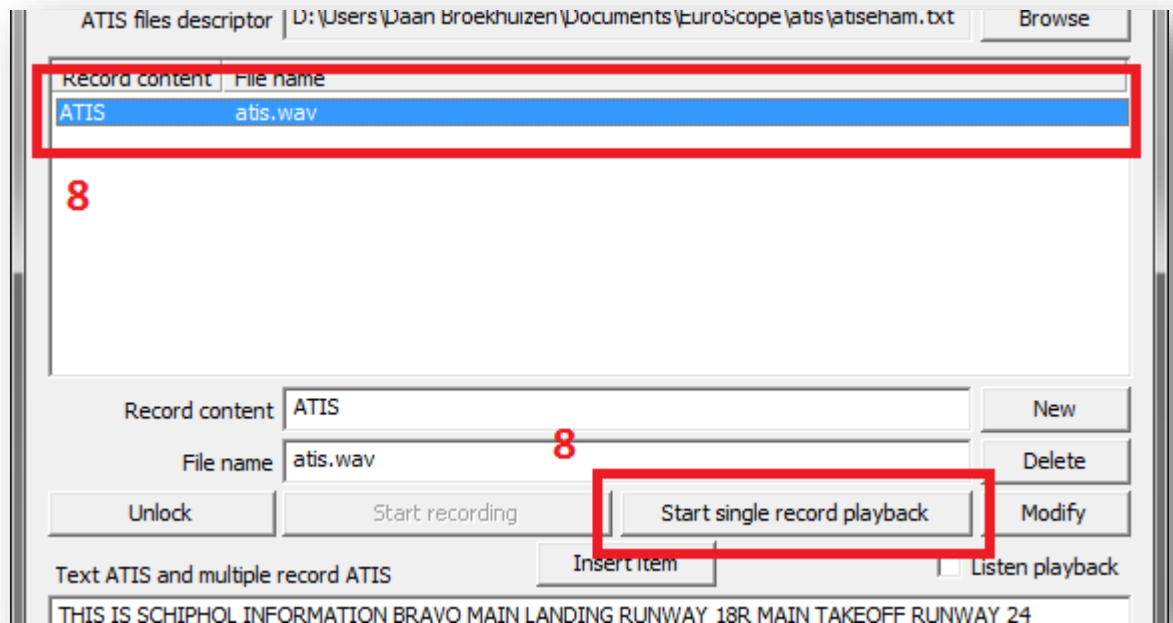 ATIS files descriptor D:\Users\Daan Broekhuizen\Documents\EuroScope\atis\atiseham.txt Browse
Record content File name
ATIS atis.wav
8
Record content ATIS New
8
File name atis.wav Delete
Unlock Start recording Start single record playback Modify
Text ATIS and multiple record ATIS Insert item Listen playback
THIS IS SCHIPHOL INFORMATION BRAVO MAIN LANDING RUNWAY 18R MAIN TAKEOFF RUNWAY 24